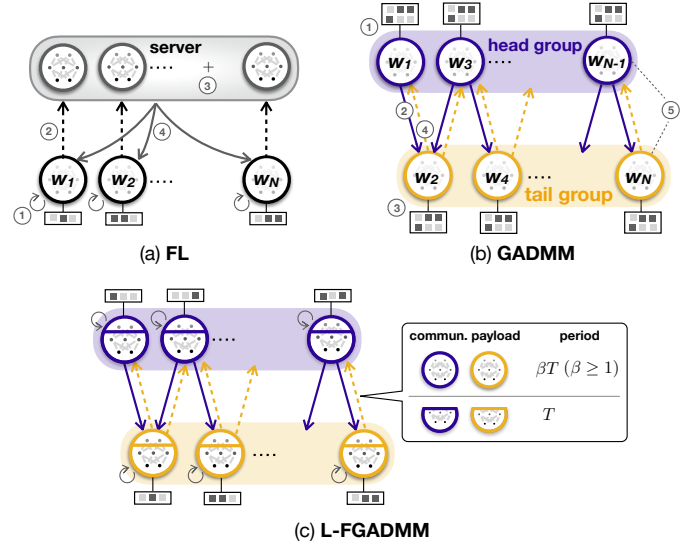 server
+
③
....
②
④
w1
w2
....
wN
①
(a) FL
①
head group
w1
w3
....
wN-1
②
④
⑤
w2
w4
....
wN
③
tail group
(b) GADMM
....
....
commun. payload period
βT (β ≥ 1)
T
(c) L-FGADMM